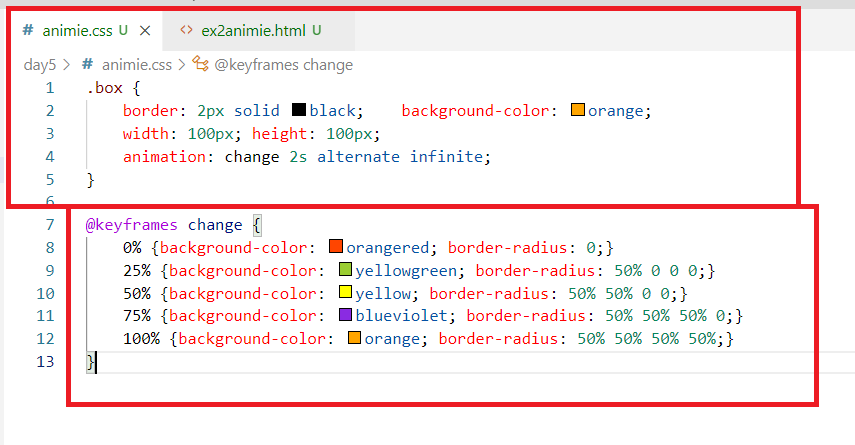 # animie.css U × <> ex2animie.html U
day5 > # animie.css > @keyframes change
1 .box {
2 border: 2px solid black; background-color: orange;
3 width: 100px; height: 100px;
4 animation: change 2s alternate infinite;
5 }
6
7 @keyframes change {
8 0% {background-color: orangered; border-radius: 0;}
9 25% {background-color: yellowgreen; border-radius: 50% 0 0 0;}
10 50% {background-color: yellow; border-radius: 50% 50% 0 0;}
11 75% {background-color: blueviolet; border-radius: 50% 50% 50% 0;}
12 100% {background-color: orange; border-radius: 50% 50% 50% 50%;}
13 }